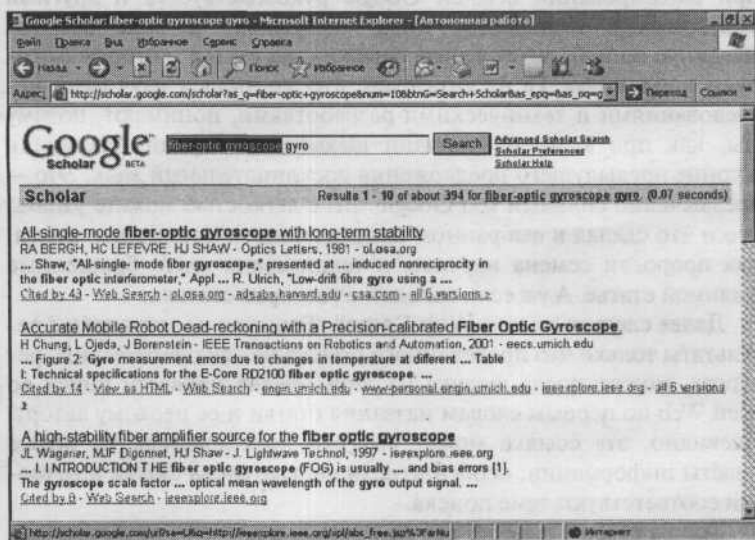 Google Scholar: fiber-optic gyroscope gyro - Microsoft Internet Explorer - [Автономная работа]
Файл Правка Вид Избранное Сервис Справка
Назад Поиск Избранное
Адрес: http://scholar.google.com/scholar?as_q=fiber-optic+gyroscope&num=10&btnG=Search+Scholar&as_epq=&as_oq=g Переход Ссылки »
Google Scholar BETA
fiber-optic gyroscope gyro Search
Advanced Scholar Search
Scholar Preferences
Scholar Help
Scholar Results 1 - 10 of about 394 for fiber-optic gyroscope gyro. (0.07 seconds)
All-single-mode fiber-optic gyroscope with long-term stability
RA BERGH, HC LEFEVRE, HJ SHAW - Optics Letters, 1981 - ol.osa.org
... Shaw, "All-single- mode fiber gyroscope," presented at ... induced nonreciprocity in
the fiber optic interferometer," Appl ... R. Ulrich, "Low-drift fibre gyro using a ...
Cited by 43 - Web Search - ol.osa.org - adsabs.harvard.edu - csa.com - all 6 versions »
Accurate Mobile Robot Dead-reckoning with a Precision-calibrated Fiber Optic Gyroscope
H Chung, L Ojeda, J Borenstein - IEEE Transactions on Robotics and Automation, 2001 - eecs.umich.edu
... Figure 2: Gyro measurement errors due to changes in temperature at different ... Table
I: Technical specifications for the E-Core RD2100 fiber optic gyroscope. ...
Cited by 14 - View as HTML - Web Search - engin.umich.edu - www-personal.engin.umich.edu - ieeexplore.ieee.org - all 5 versions
»
A high-stability fiber amplifier source for the fiber optic gyroscope
JL Wagener, MJF Digonnet, HJ Shaw - J. Lightwave Technol, 1997 - ieeexplore.ieee.org
... I. INTRODUCTION THE fiber optic gyroscope (FOG) is usually ... and bias errors [1].
The gyroscope scale factor ... optical mean wavelength of the gyro output signal. ...
Cited by 8 - Web Search - ieeexplore.ieee.org
Интернет